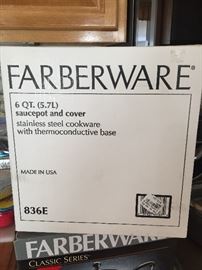 FARBERWARE®
6 QT. (5.7L)
saucepot and cover
stainless steel cookware
with thermoconductive base
MADE IN USA
836E
FARBERWARE
CLASSIC SERIES